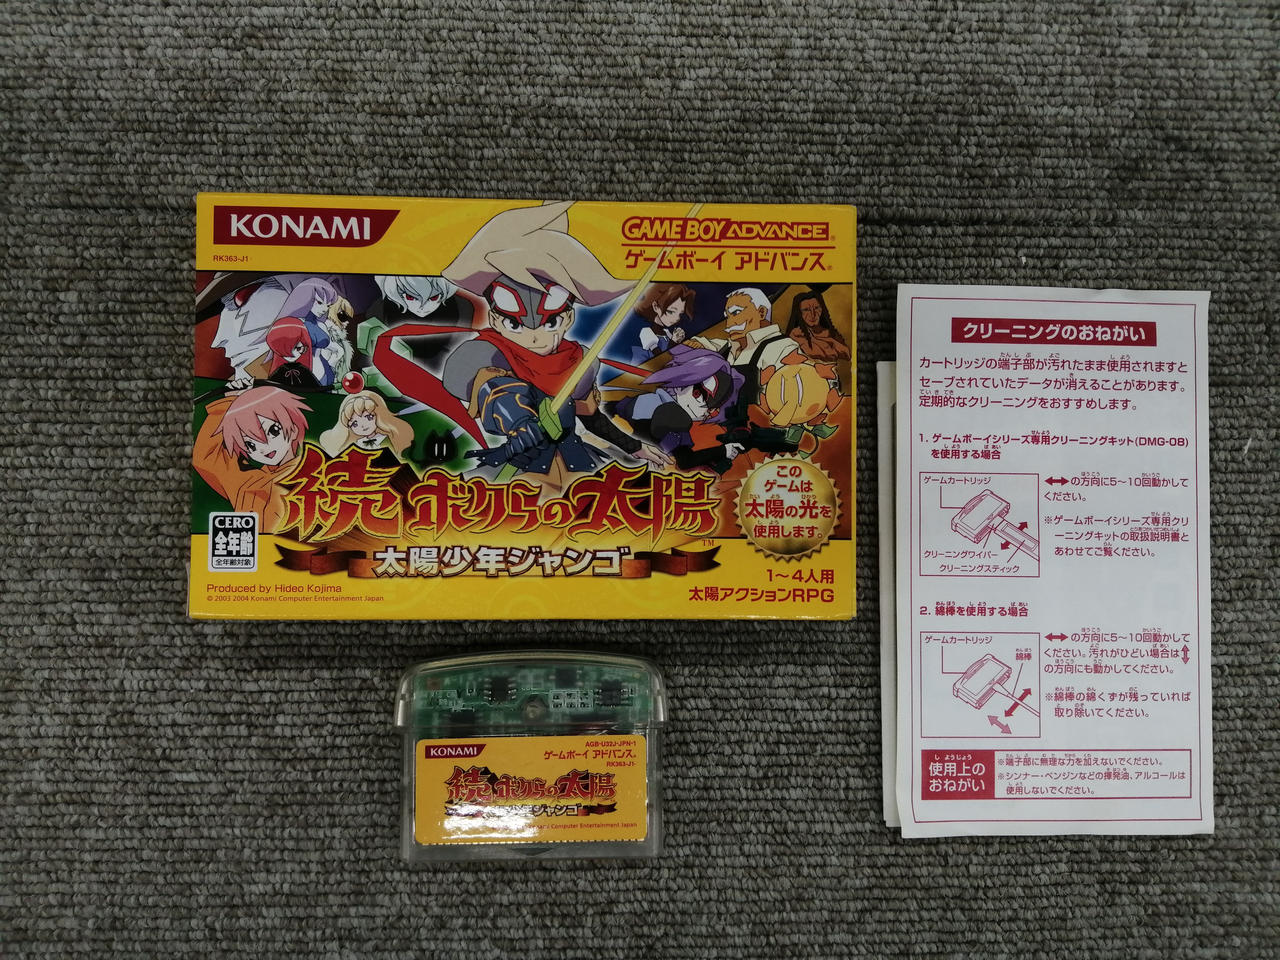 KONAMI
RK363-J1
GAME BOY ADVANCE
ゲームボーイ アドバンス
続 ボクらの太陽
太陽少年ジャンゴ
TM
この
ゲームは
太陽の光を
使用します。
CERO
全年齢
全年齢対象
Produced by Hideo Kojima
© 2003 2004 Konami Computer Entertainment Japan
1～4人用
太陽アクションRPG
KONAMI
AGB-U32J-JPN-1
ゲームボーイ アドバンス
RK363-J1
続 ボクらの太陽
太陽少年ジャンゴ
Konami Computer Entertainment Japan
クリーニングのおねがい
カートリッジの端子部が汚れたまま使用されますと
セーブされていたデータが消えることがあります。
定期的なクリーニングをおすすめします。
1. ゲームボーイシリーズ専用クリーニングキット(DMG-08)
を使用する場合
ゲームカートリッジ
クリーニングワイパー
クリーニングスティック
↔の方向に5～10回動かして
ください。
※ゲームボーイシリーズ専用クリ
ーニングキットの取扱説明書と
あわせてご覧ください。
2. 綿棒を使用する場合
ゲームカートリッジ
綿棒
↔の方向に5～10回動かして
ください。汚れがひどい場合は↕
の方向にも動かしてください。
※綿棒の綿くずが残っていれば
取り除いてください。
使用上の
おねがい
※端子部に無理な力を加えないでください。
※シンナー・ベンジンなどの揮発油、アルコールは
使用しないでください。